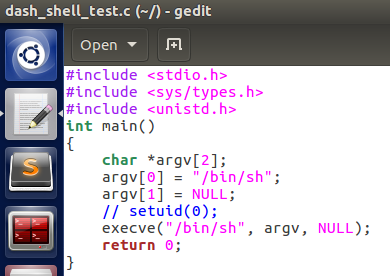 dash_shell_test.c (~/) - gedit
Open
#include <stdio.h>
#include <sys/types.h>
#include <unistd.h>
int main()
{
    char *argv[2];
    argv[0] = "/bin/sh";
    argv[1] = NULL;
    // setuid(0);
    execve("/bin/sh", argv, NULL);
    return 0;
}